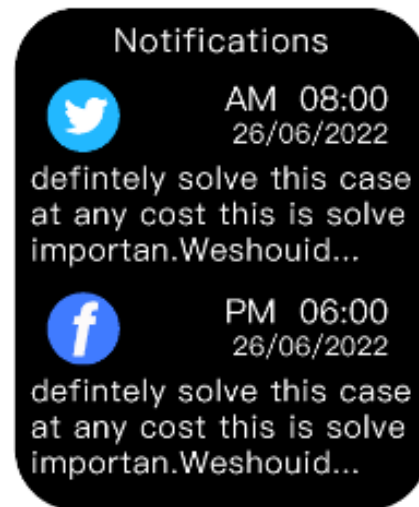 Notifications
AM 08:00
26/06/2022
defintely solve this case
at any cost this is solve
importan.Weshouid...
f
PM 06:00
26/06/2022
defintely solve this case
at any cost this is solve
importan.Weshouid...